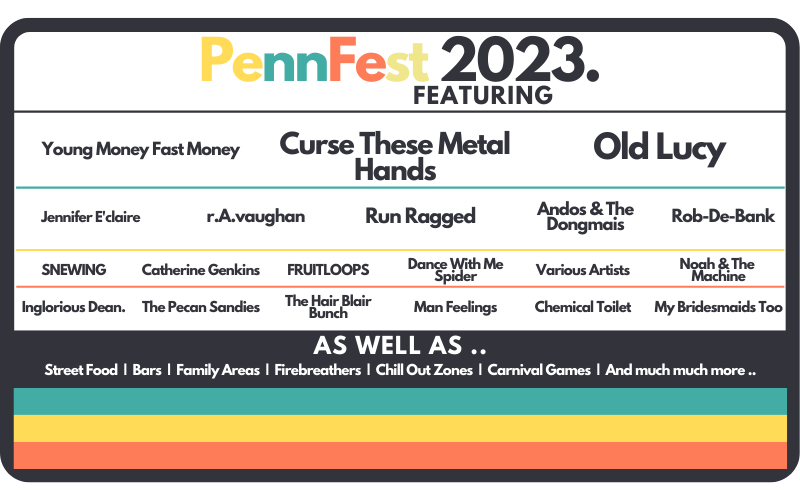 PennFest 2023.
FEATURING
Young Money Fast Money
Curse These Metal
Hands
Old Lucy
Jennifer E'claire
r.A.vaughan
Run Ragged
Andos & The
Dongmais
Rob-De-Bank
SNEWING
Catherine Genkins
FRUITLOOPS
Dance With Me
Spider
Various Artists
Noah & The
Machine
Inglorious Dean.
The Pecan Sandies
The Hair Blair
Bunch
Man Feelings
Chemical Toilet
My Bridesmaids Too
AS WELL AS ..
Street Food | Bars | Family Areas | Firebreathers | Chill Out Zones | Carnival Games | And much much more ..